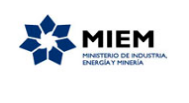 MIEM
MINISTERIO DE INDUSTRIA,
ENERGÍA Y MINERÍA